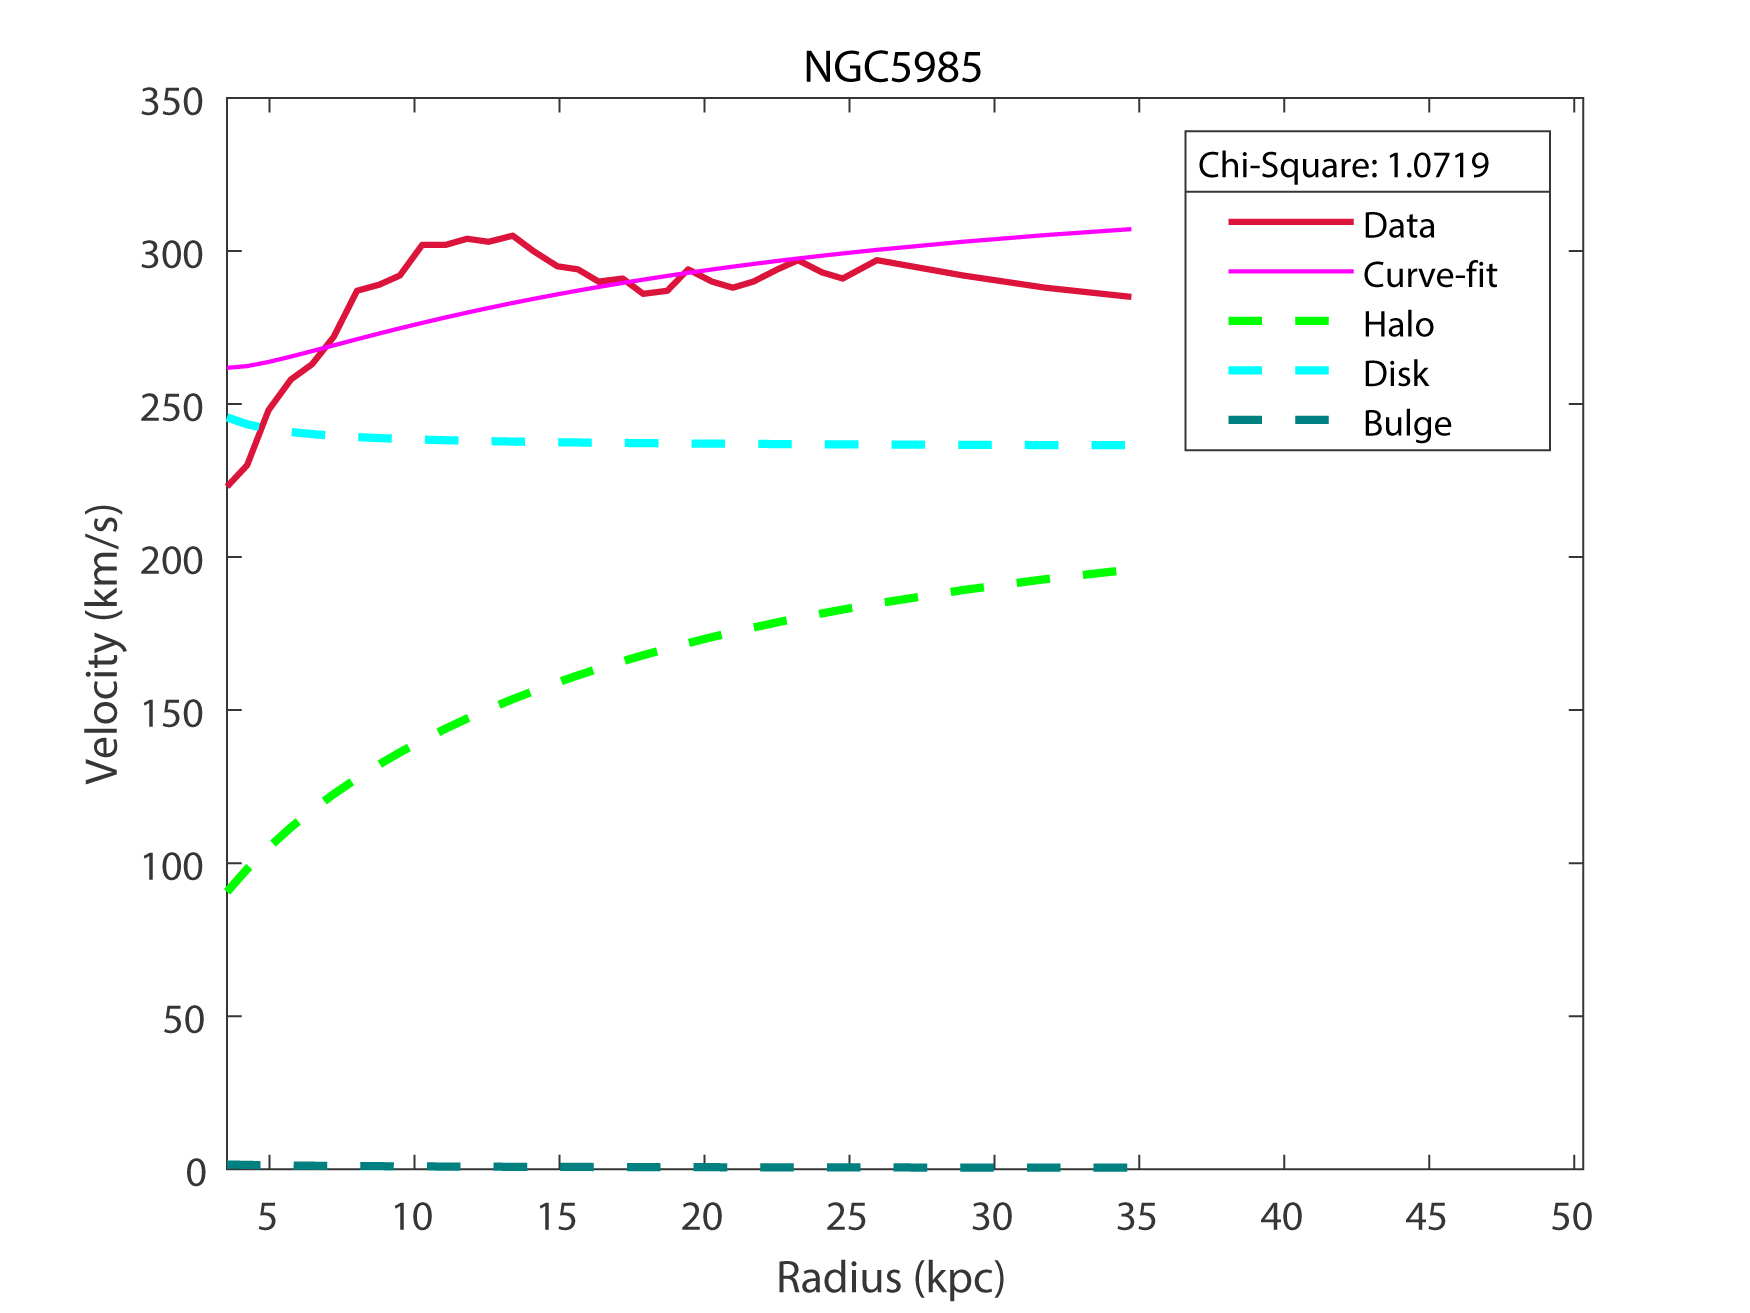 NGC5985
350
300
250
200
150
100
50
0
Velocity (km/s)
Chi-Square: 1.0719
Data
Curve-fit
Halo
Disk
Bulge
5 10 15 20 25 30 35 40 45 50
Radius (kpc)